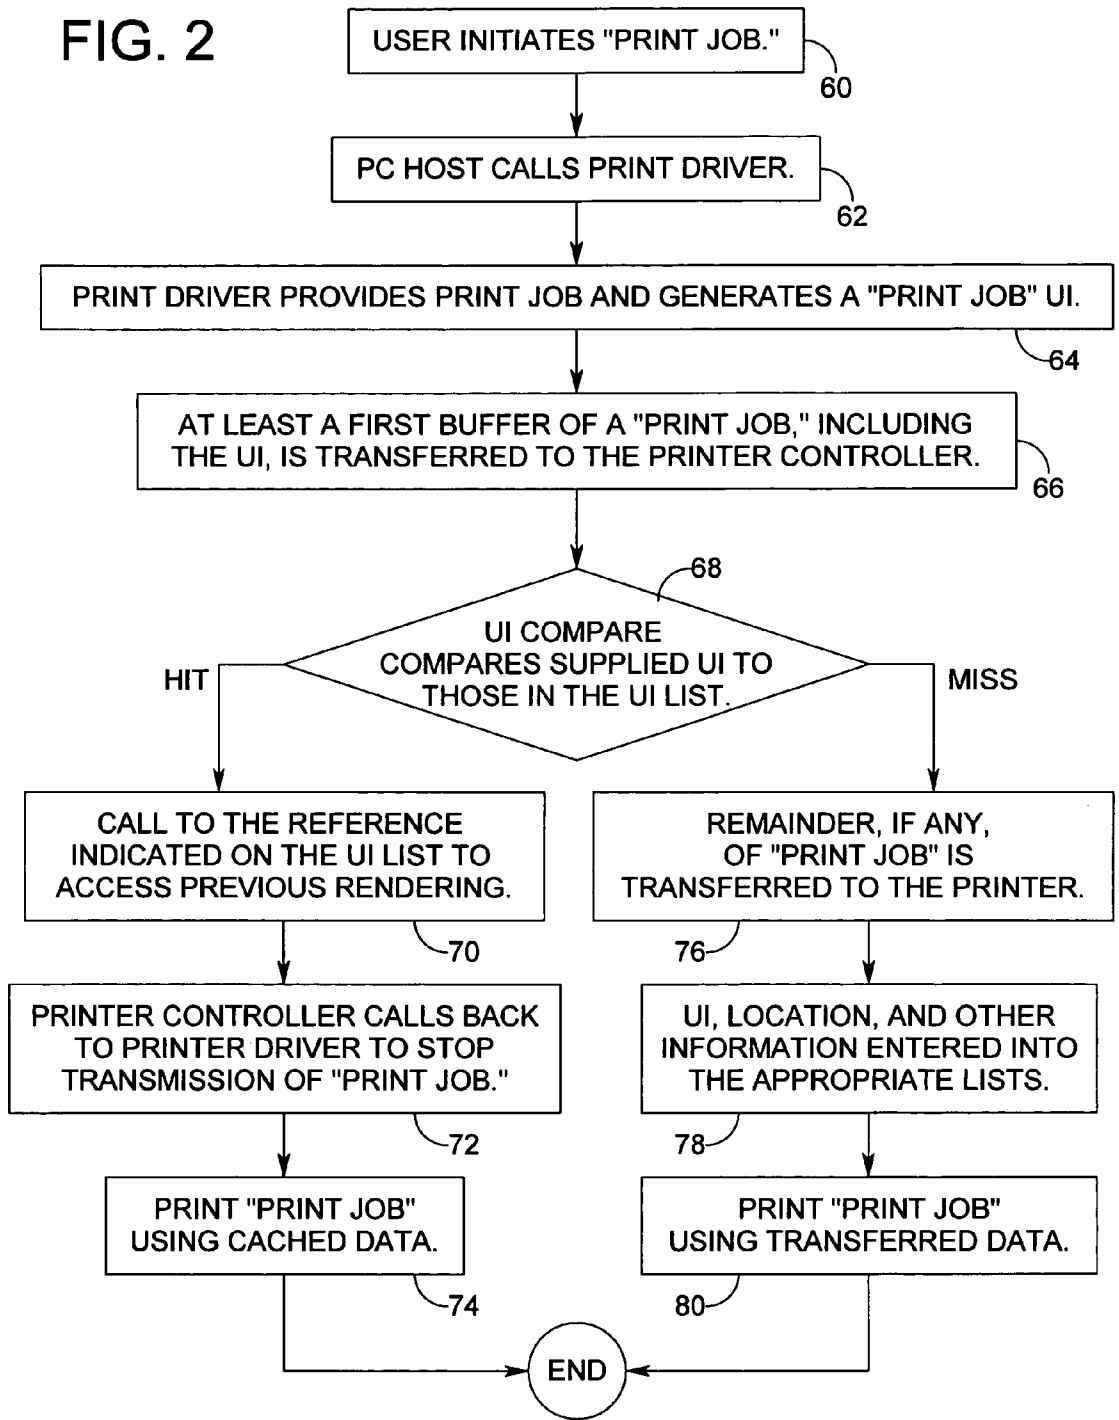 FIG. 2
USER INITIATES "PRINT JOB."
60
PC HOST CALLS PRINT DRIVER.
62
PRINT DRIVER PROVIDES PRINT JOB AND GENERATES A "PRINT JOB" UI.
64
AT LEAST A FIRST BUFFER OF A "PRINT JOB," INCLUDING
THE UI, IS TRANSFERRED TO THE PRINTER CONTROLLER.
66
68
UI COMPARE
COMPARES SUPPLIED UI TO
THOSE IN THE UI LIST.
HIT
MISS
CALL TO THE REFERENCE
INDICATED ON THE UI LIST TO
ACCESS PREVIOUS RENDERING.
70
REMAINDER, IF ANY,
OF "PRINT JOB" IS
TRANSFERRED TO THE PRINTER.
76
PRINTER CONTROLLER CALLS BACK
TO PRINTER DRIVER TO STOP
TRANSMISSION OF "PRINT JOB."
72
UI, LOCATION, AND OTHER
INFORMATION ENTERED INTO
THE APPROPRIATE LISTS.
78
PRINT "PRINT JOB"
USING CACHED DATA.
74
PRINT "PRINT JOB"
USING TRANSFERRED DATA.
80
END